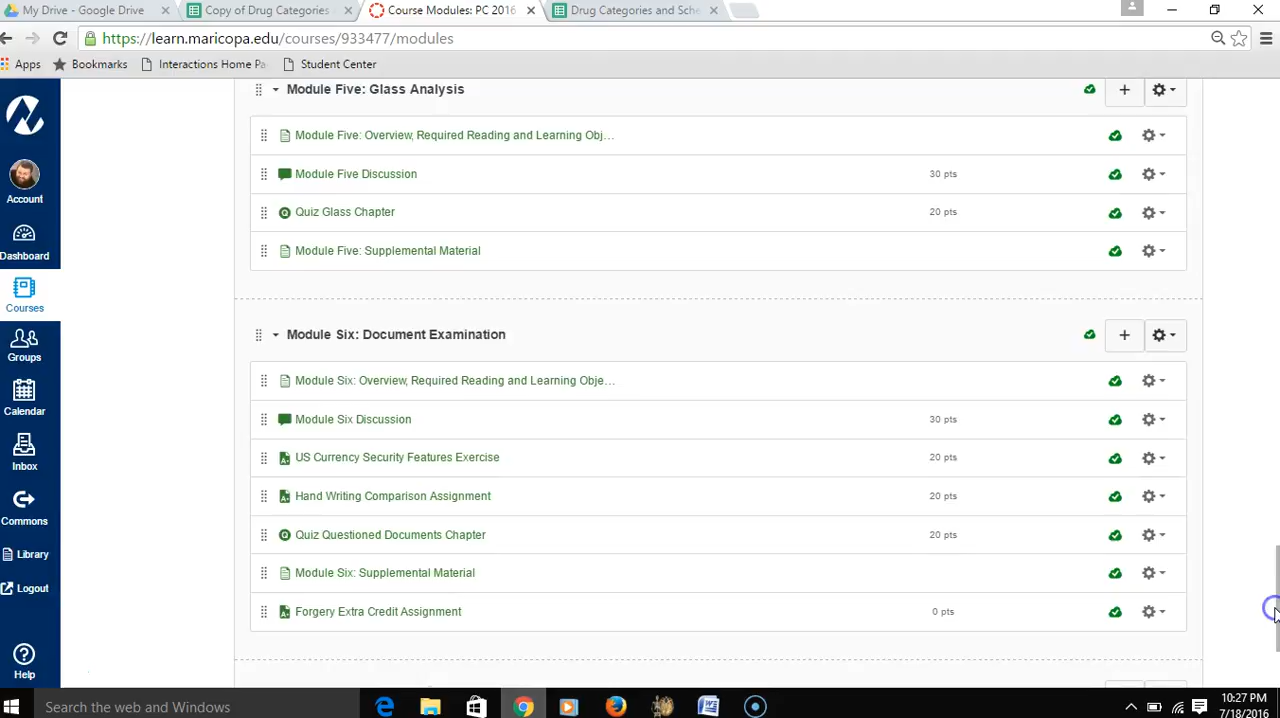 My Drive - Google Drive
Copy of Drug Categories
Course Modules: PC 2016
Drug Categories and Sche
https://learn.maricopa.edu/courses/933477/modules
Apps
Bookmarks
Interactions Home Pa
Student Center
Module Five: Glass Analysis
Module Five: Overview, Required Reading and Learning Obj…
Module Five Discussion
30 pts
Quiz Glass Chapter
20 pts
Module Five: Supplemental Material
Module Six: Document Examination
Module Six: Overview, Required Reading and Learning Obje…
Module Six Discussion
30 pts
US Currency Security Features Exercise
20 pts
Hand Writing Comparison Assignment
20 pts
Quiz Questioned Documents Chapter
20 pts
Module Six: Supplemental Material
Forgery Extra Credit Assignment
0 pts
Account
Dashboard
Courses
Groups
Calendar
Inbox
Commons
Library
Logout
Help
Search the web and Windows
10:27 PM
7/18/2016